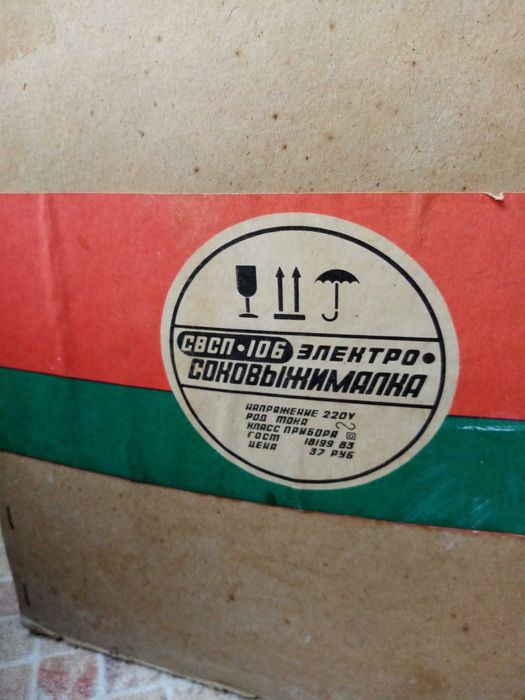 СВСП•106 ЭЛЕКТРО•
СОКОВЫЖИМАЛКА
НАПРЯЖЕНИЕ 220V
РОД ТОКА ~
КЛАСС ПРИБОРА
ГОСТ 18199 83
ЦЕНА 37 РУБ